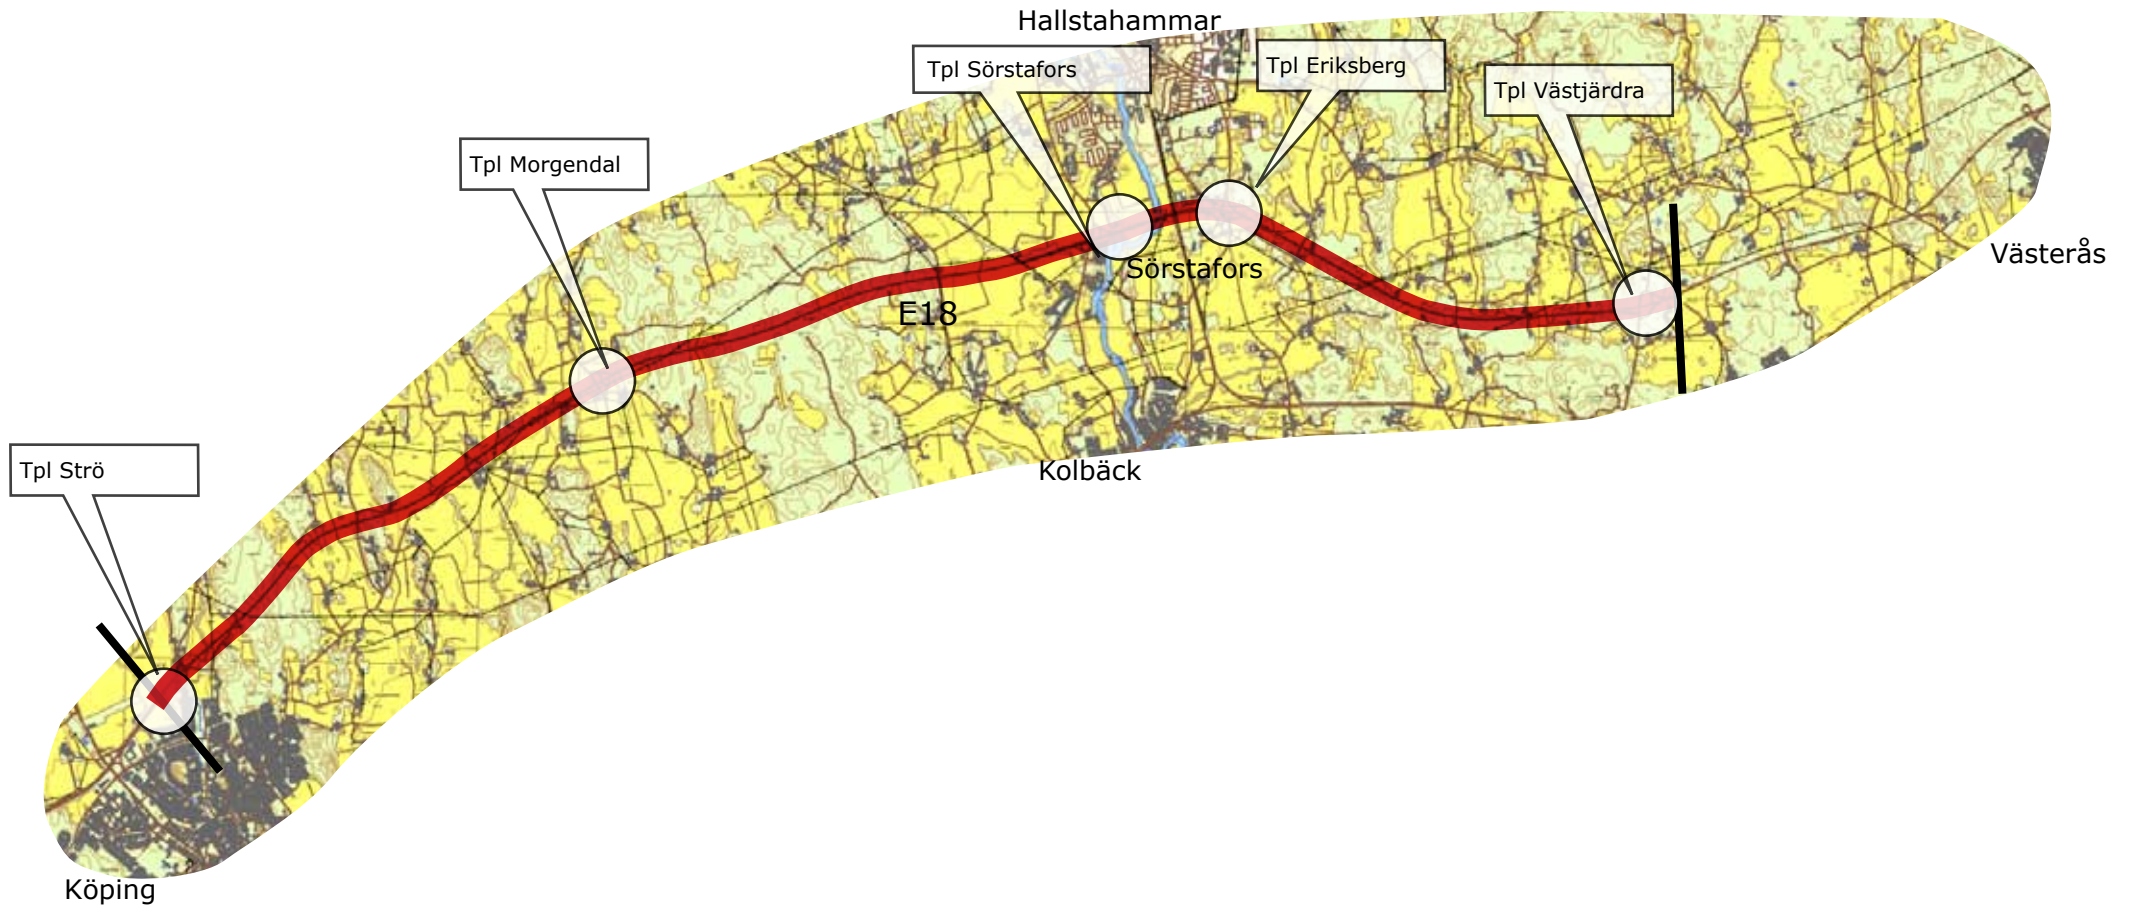 Hallstahammar
Tpl Sörstafors
Tpl Eriksberg
Tpl Västjärdra
Tpl Morgendal
Västerås
Sörstafors
E18
Tpl Strö
Kolbäck
Köping